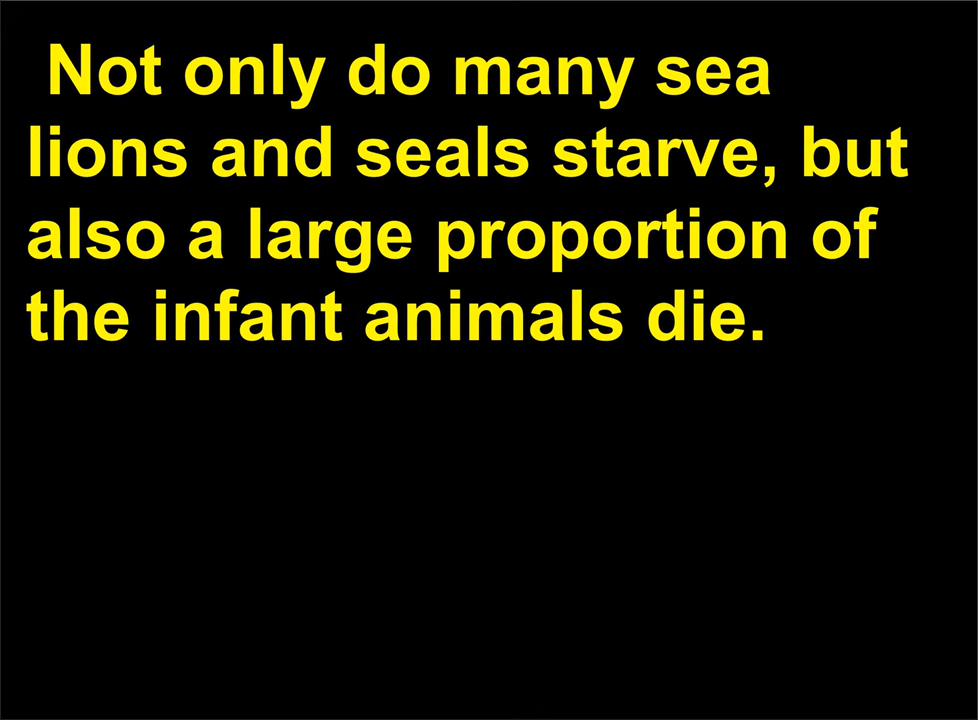 Not only do many sea
lions and seals starve, but
also a large proportion of
the infant animals die.